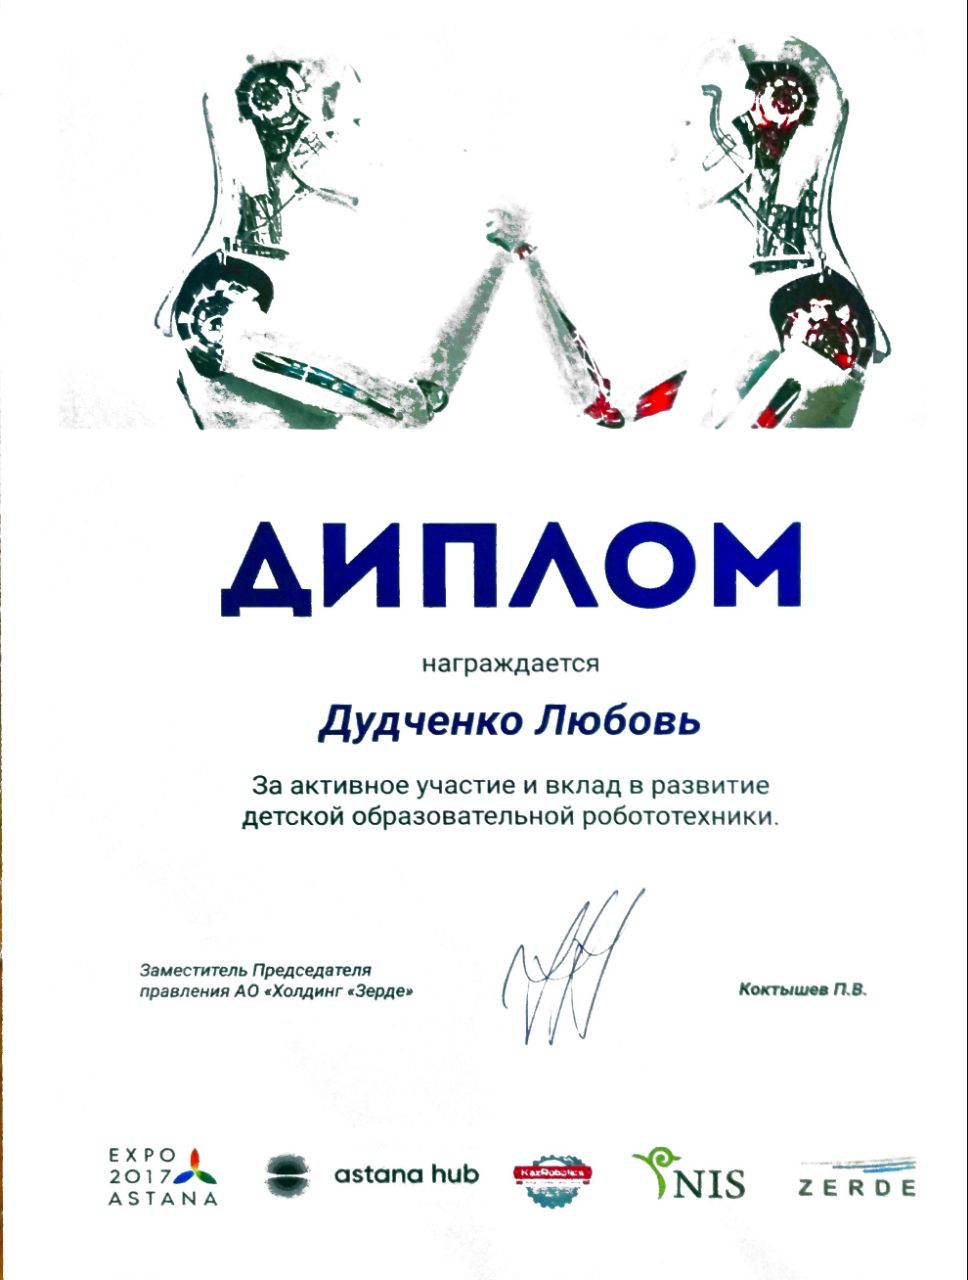 ДИПЛОМ
награждается
Дудченко Любовь
За активное участие и вклад в развитие
детской образовательной робототехники.
Заместитель Председателя
правления АО «Холдинг «Зерде»
Коктышев П.В.
EXPO
2017
ASTANA
astana hub
KazRobotics
NIS
ZERDE